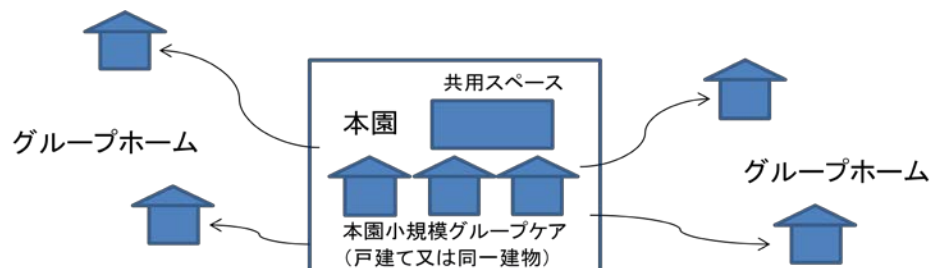 共用スペース
本園
グループホーム
グループホーム
本園小規模グループケア
（戸建て又は同一建物）